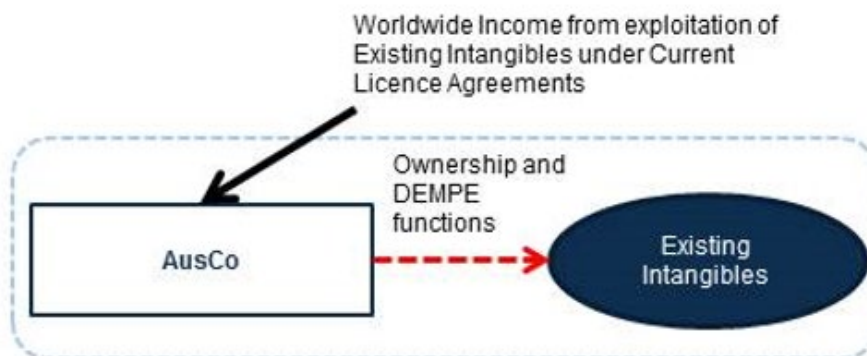 Worldwide Income from exploitation of
Existing Intangibles under Current
Licence Agreements
Ownership and
DEMPE
functions
AusCo
Existing
Intangibles